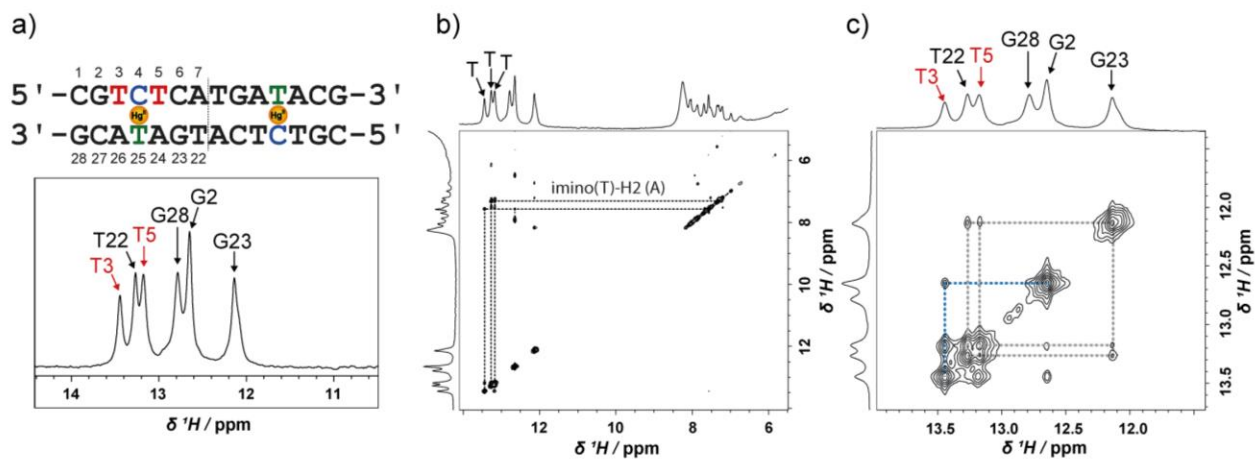 a)
1 2 3 4 5 6 7
5'-CGTCTCATGATACG-3'
Hg^II Hg^II
3'-GCATAGTACTCTGC-5'
28 27 26 25 24 23 22
T3
T22
T5
G28
G2
G23
14 13 12 11
δ ¹H / ppm
b)
T
T
T
imino(T)-H2 (A)
6
8
10
12
δ ¹H / ppm
12 10 8 6
δ ¹H / ppm
c)
T3
T22
T5
G28
G2
G23
12.0
12.5
13.0
13.5
δ ¹H / ppm
13.5 13.0 12.5 12.0
δ ¹H / ppm